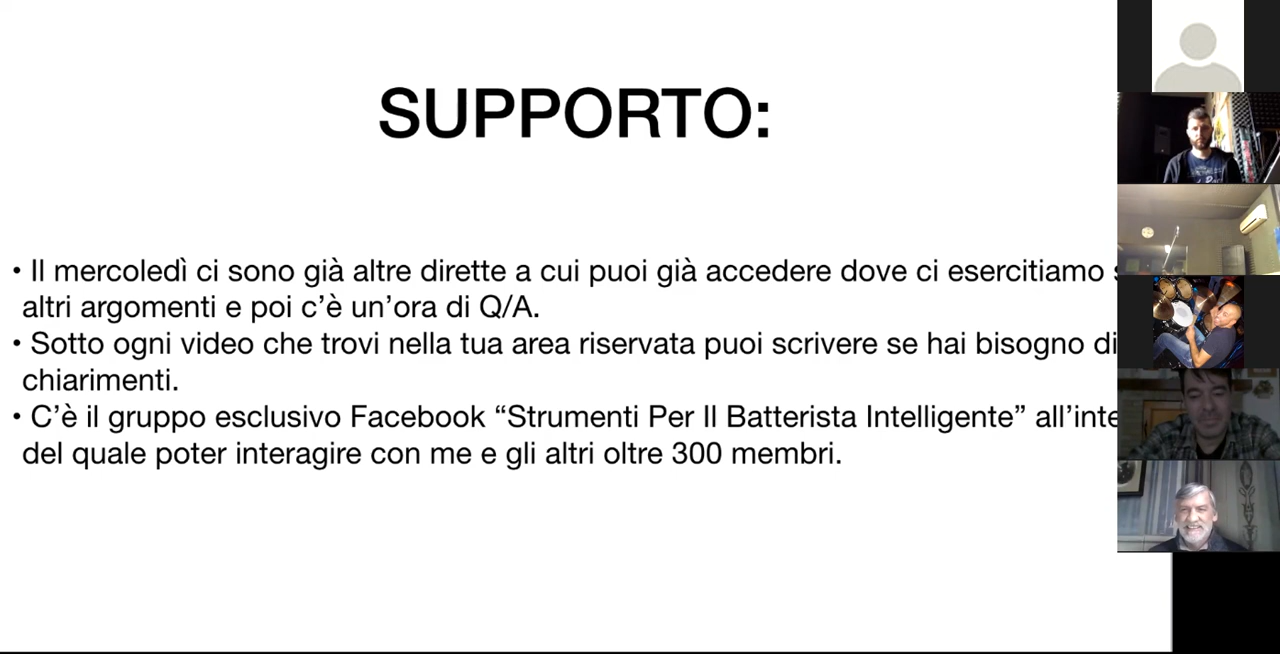 SUPPORTO:
• Il mercoledì ci sono già altre dirette a cui puoi già accedere dove ci esercitiamo
altri argomenti e poi c’è un’ora di Q/A.
• Sotto ogni video che trovi nella tua area riservata puoi scrivere se hai bisogno di
chiarimenti.
• C’è il gruppo esclusivo Facebook “Strumenti Per Il Batterista Intelligente”
del quale poter interagire con me e gli altri oltre 300 membri.